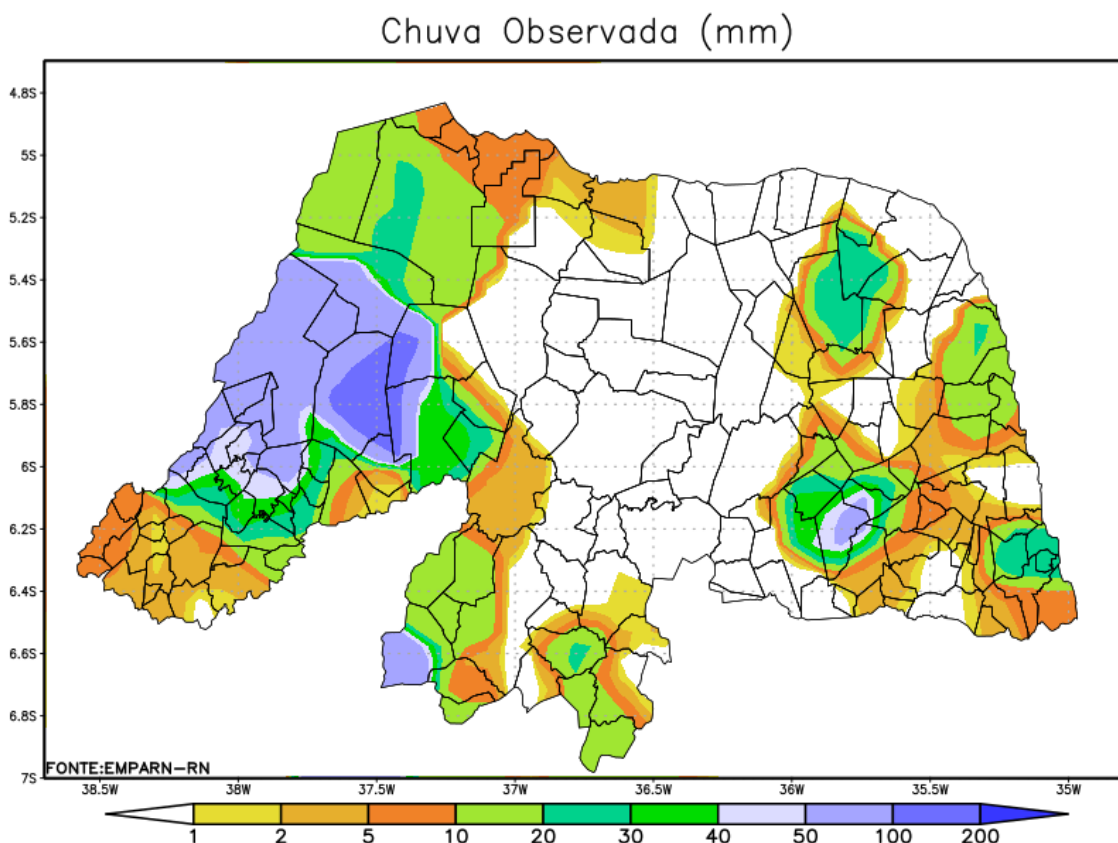 Chuva Observada (mm)
4.8S
5S
5.2S
5.4S
5.6S
5.8S
6S
6.2S
6.4S
6.6S
6.8S
7S
FONTE:EMPARN-RN
38.5W 38W 37.5W 37W 36.5W 36W 35.5W 35W
1 2 5 10 20 30 40 50 100 200